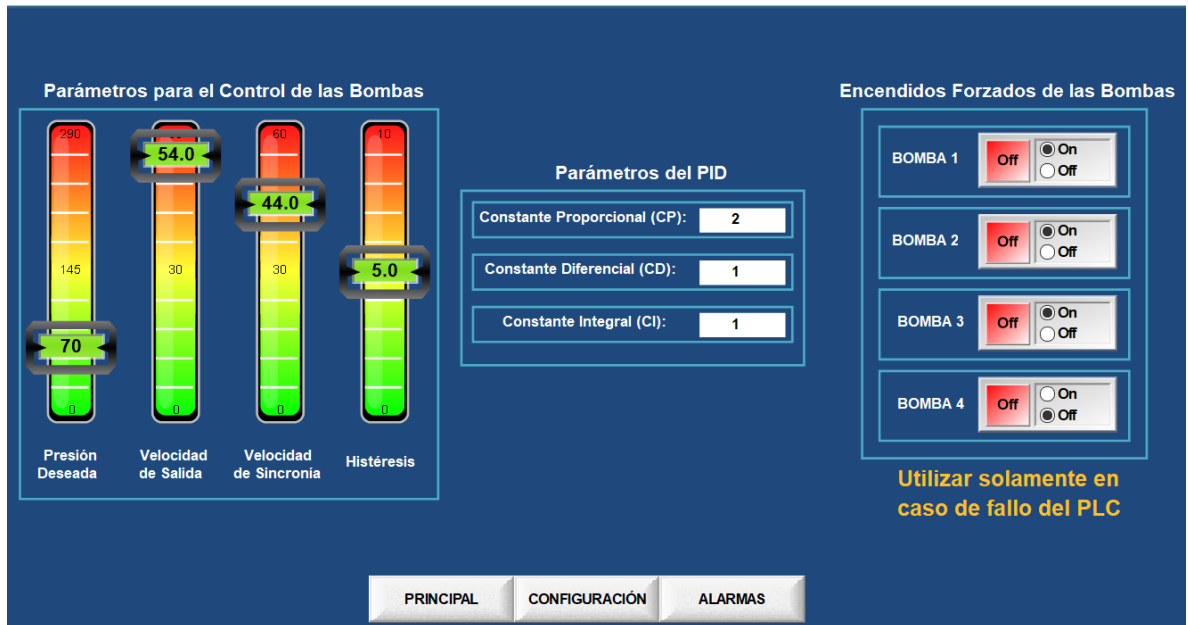 Parámetros para el Control de las Bombas
290
60
10
54.0
44.0
145
30
30
5.0
70
0
0
0
0
Presión
Deseada
Velocidad
de Salida
Velocidad
de Sincronía
Histéresis
Parámetros del PID
Constante Proporcional (CP): 2
Constante Diferencial (CD): 1
Constante Integral (CI): 1
Encendidos Forzados de las Bombas
BOMBA 1 Off On
Off
BOMBA 2 Off On
Off
BOMBA 3 Off On
Off
BOMBA 4 Off On
Off
Utilizar solamente en
caso de fallo del PLC
PRINCIPAL CONFIGURACIÓN ALARMAS